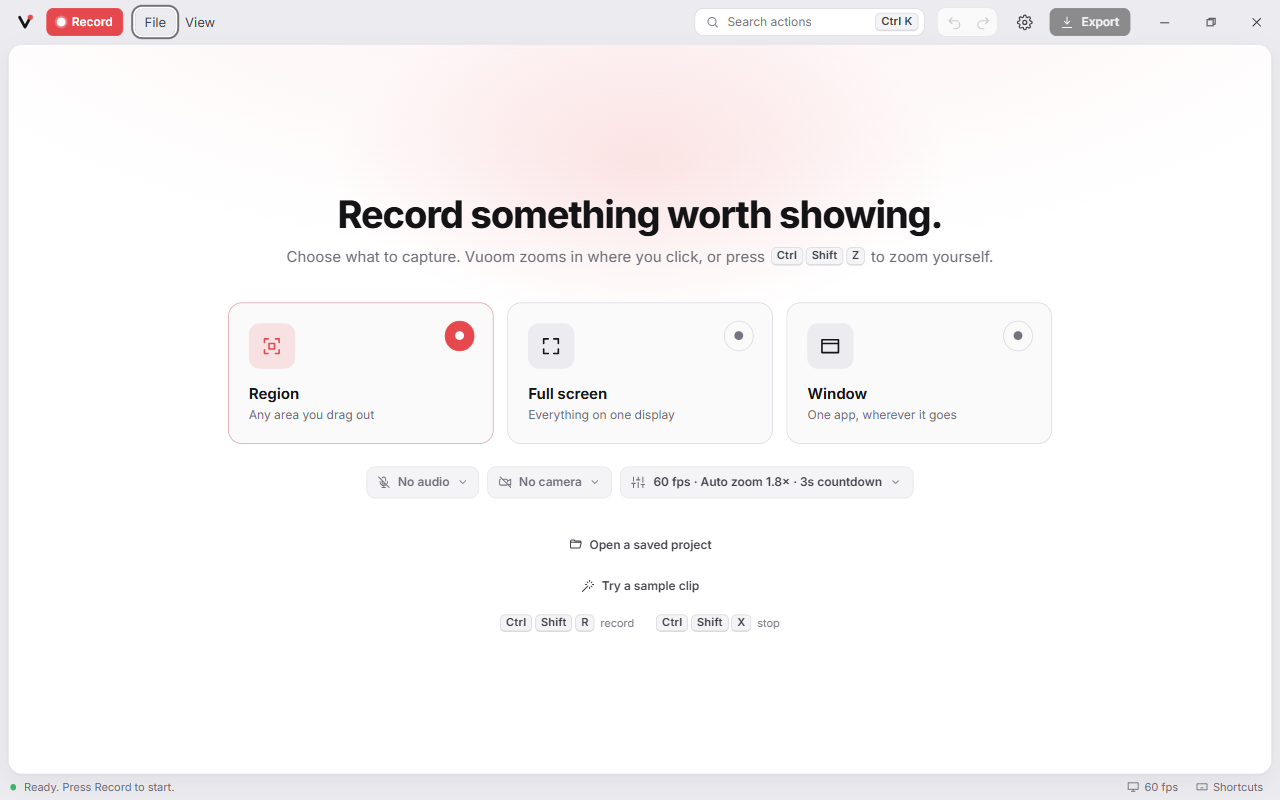 Record File View Search actions Ctrl K Export
Record something worth showing.
Choose what to capture. Vuoom zooms in where you click, or press Ctrl Shift Z to zoom yourself.
Region
Any area you drag out
Full screen
Everything on one display
Window
One app, wherever it goes
No audio No camera 60 fps · Auto zoom 1.8× · 3s countdown
Open a saved project
Try a sample clip
Ctrl Shift R record Ctrl Shift X stop
Ready. Press Record to start. 60 fps Shortcuts